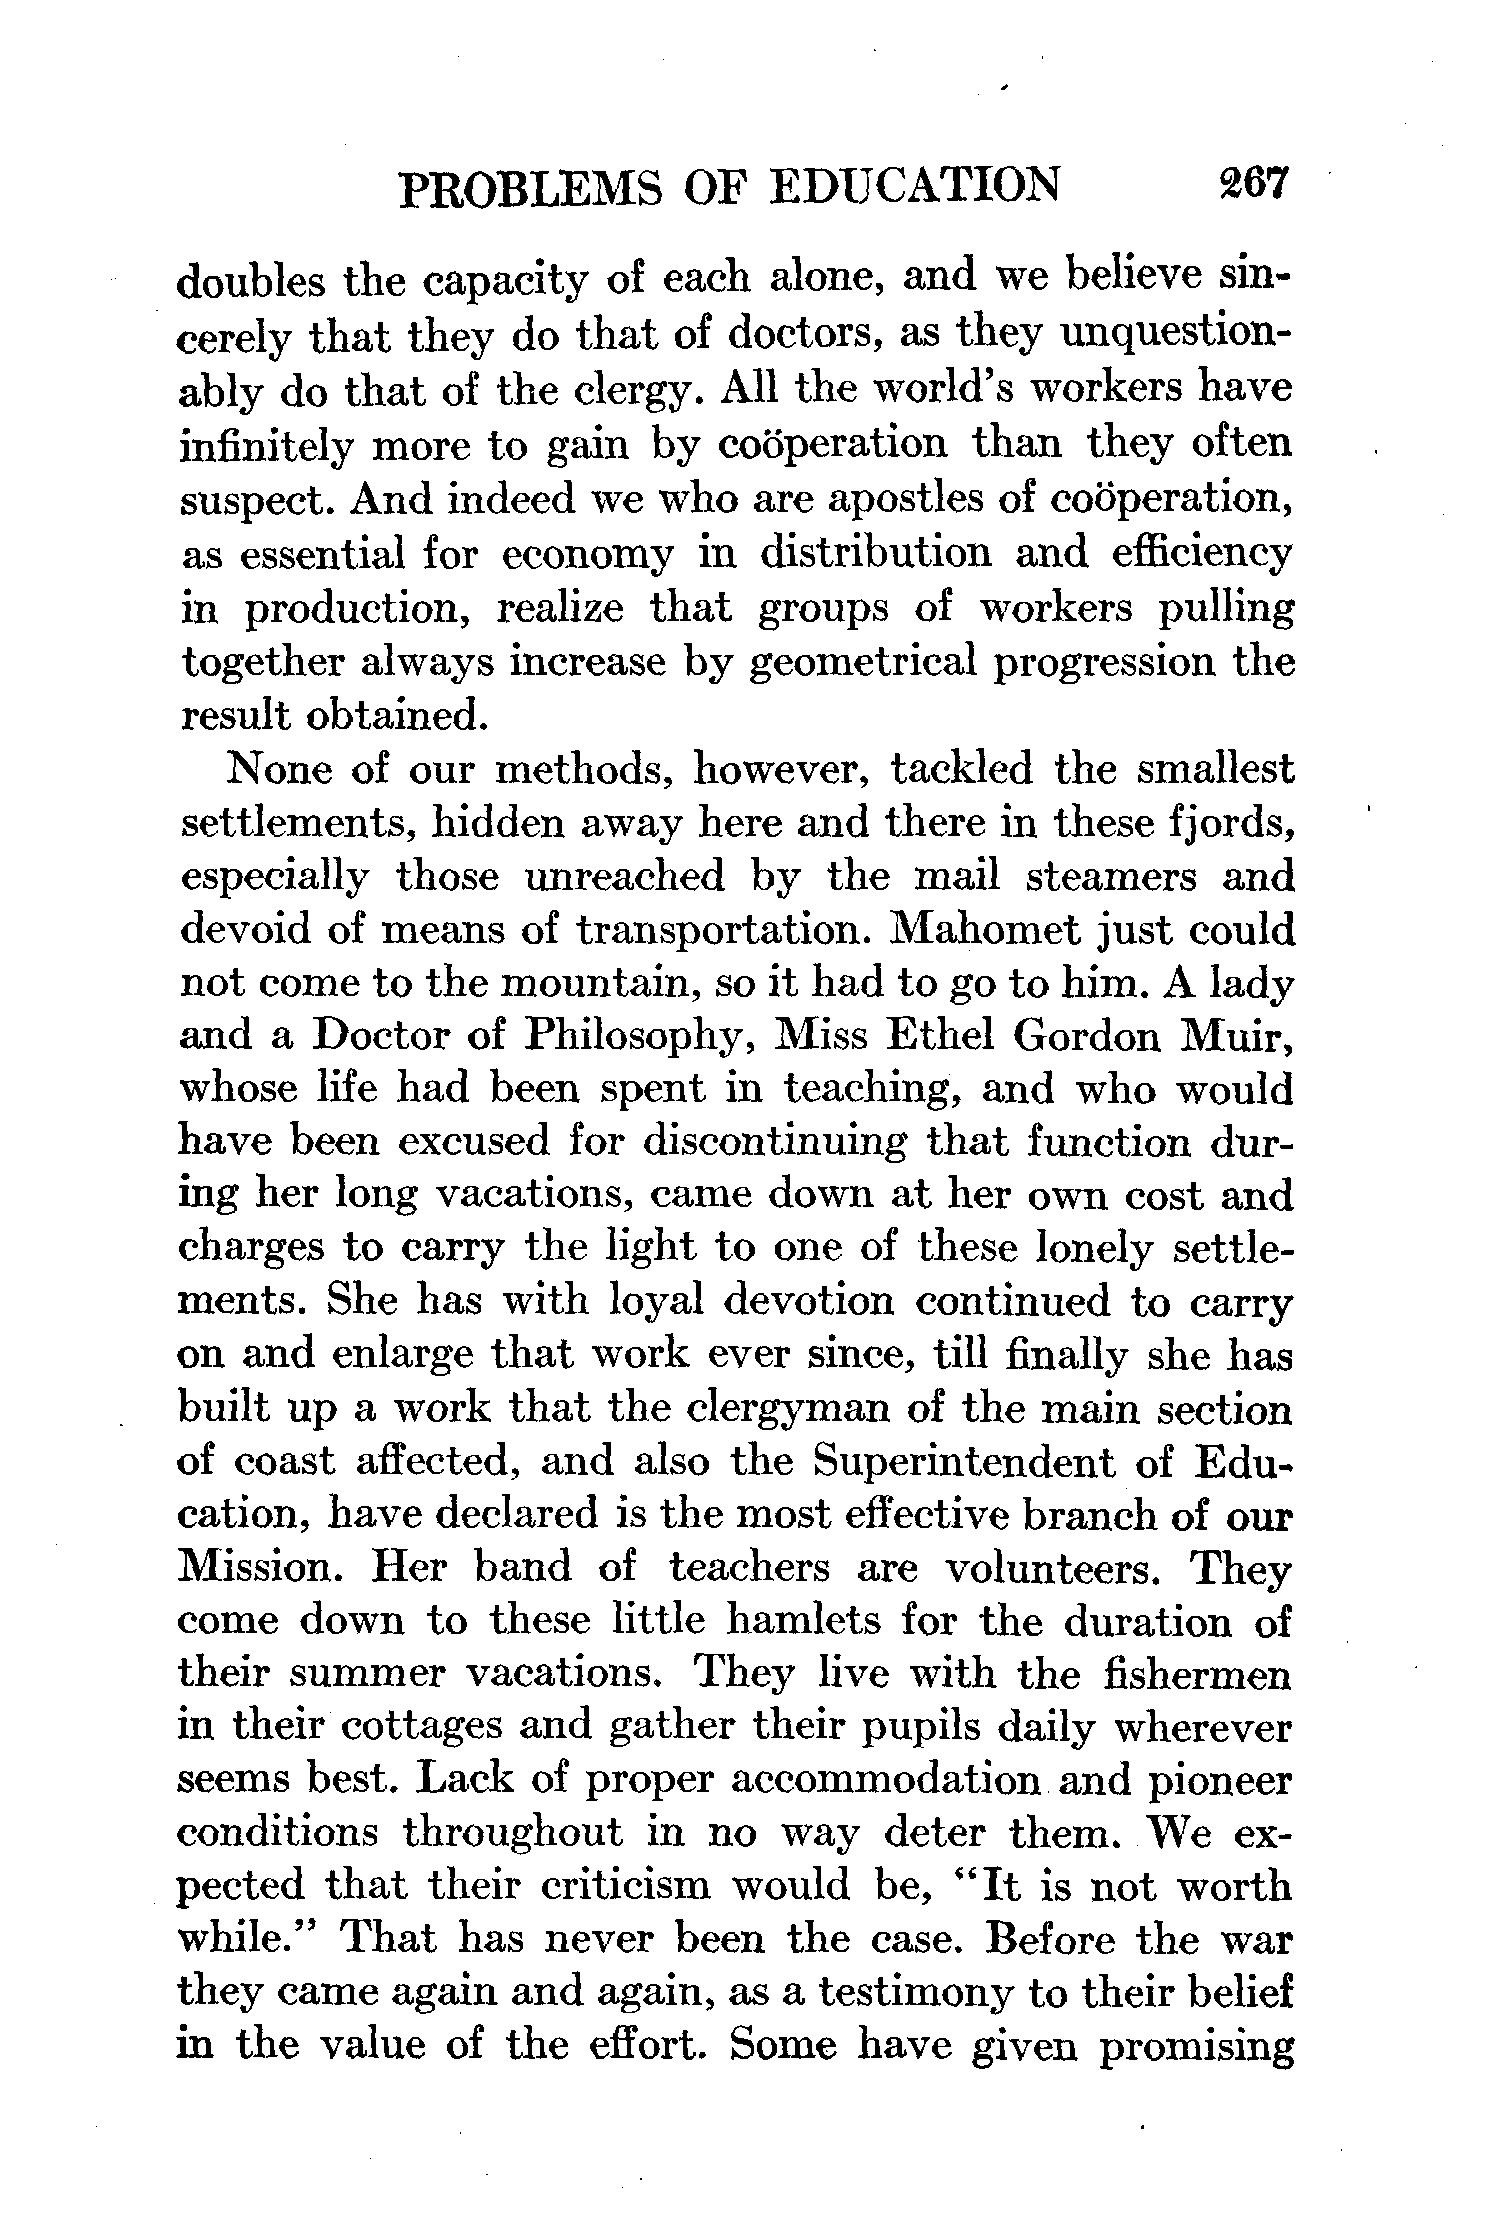 PROBLEMS OF EDUCATION 267
doubles the capacity of each alone, and we believe sin-
cerely that they do that of doctors, as they unquestion-
ably do that of the clergy. All the world's workers have
infinitely more to gain by coöperation than they often
suspect. And indeed we who are apostles of coöperation,
as essential for economy in distribution and efficiency
in production, realize that groups of workers pulling
together always increase by geometrical progression the
result obtained.
None of our methods, however, tackled the smallest
settlements, hidden away here and there in these fjords,
especially those unreached by the mail steamers and
devoid of means of transportation. Mahomet just could
not come to the mountain, so it had to go to him. A lady
and a Doctor of Philosophy, Miss Ethel Gordon Muir,
whose life had been spent in teaching, and who would
have been excused for discontinuing that function dur-
ing her long vacations, came down at her own cost and
charges to carry the light to one of these lonely settle-
ments. She has with loyal devotion continued to carry
on and enlarge that work ever since, till finally she has
built up a work that the clergyman of the main section
of coast affected, and also the Superintendent of Edu-
cation, have declared is the most effective branch of our
Mission. Her band of teachers are volunteers. They
come down to these little hamlets for the duration of
their summer vacations. They live with the fishermen
in their cottages and gather their pupils daily wherever
seems best. Lack of proper accommodation and pioneer
conditions throughout in no way deter them. We ex-
pected that their criticism would be, "It is not worth
while." That has never been the case. Before the war
they came again and again, as a testimony to their belief
in the value of the effort. Some have given promising